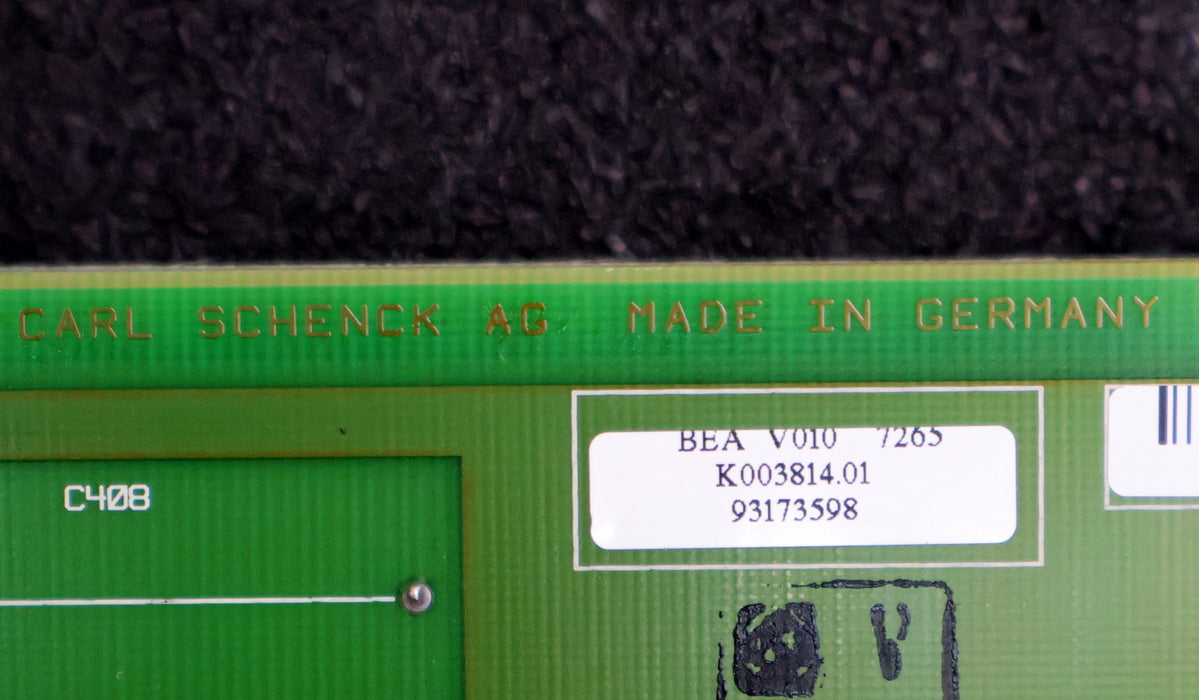 CARL SCHENCK AG MADE IN GERMANY
BEA V010 7265
K003814.01
93173598
C408